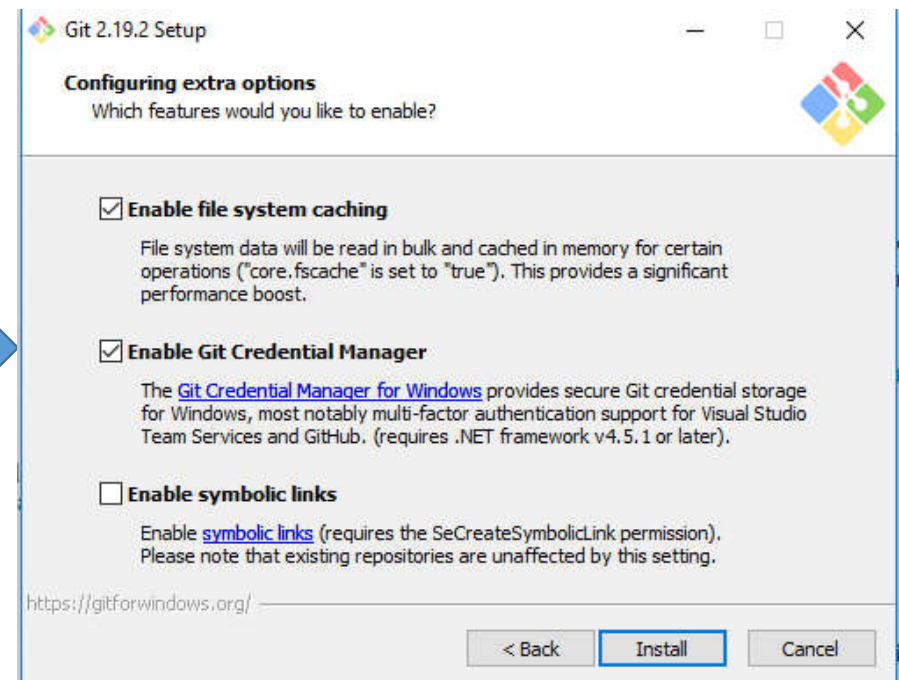 Git 2.19.2 Setup
Configuring extra options
Which features would you like to enable?
Enable file system caching
File system data will be read in bulk and cached in memory for certain
operations ("core.fscache" is set to "true"). This provides a significant
performance boost.
Enable Git Credential Manager
The Git Credential Manager for Windows provides secure Git credential storage
for Windows, most notably multi-factor authentication support for Visual Studio
Team Services and GitHub. (requires .NET framework v4.5.1 or later).
Enable symbolic links
Enable symbolic links (requires the SeCreateSymbolicLink permission).
Please note that existing repositories are unaffected by this setting.
https://gitforwindows.org/
< Back Install Cancel